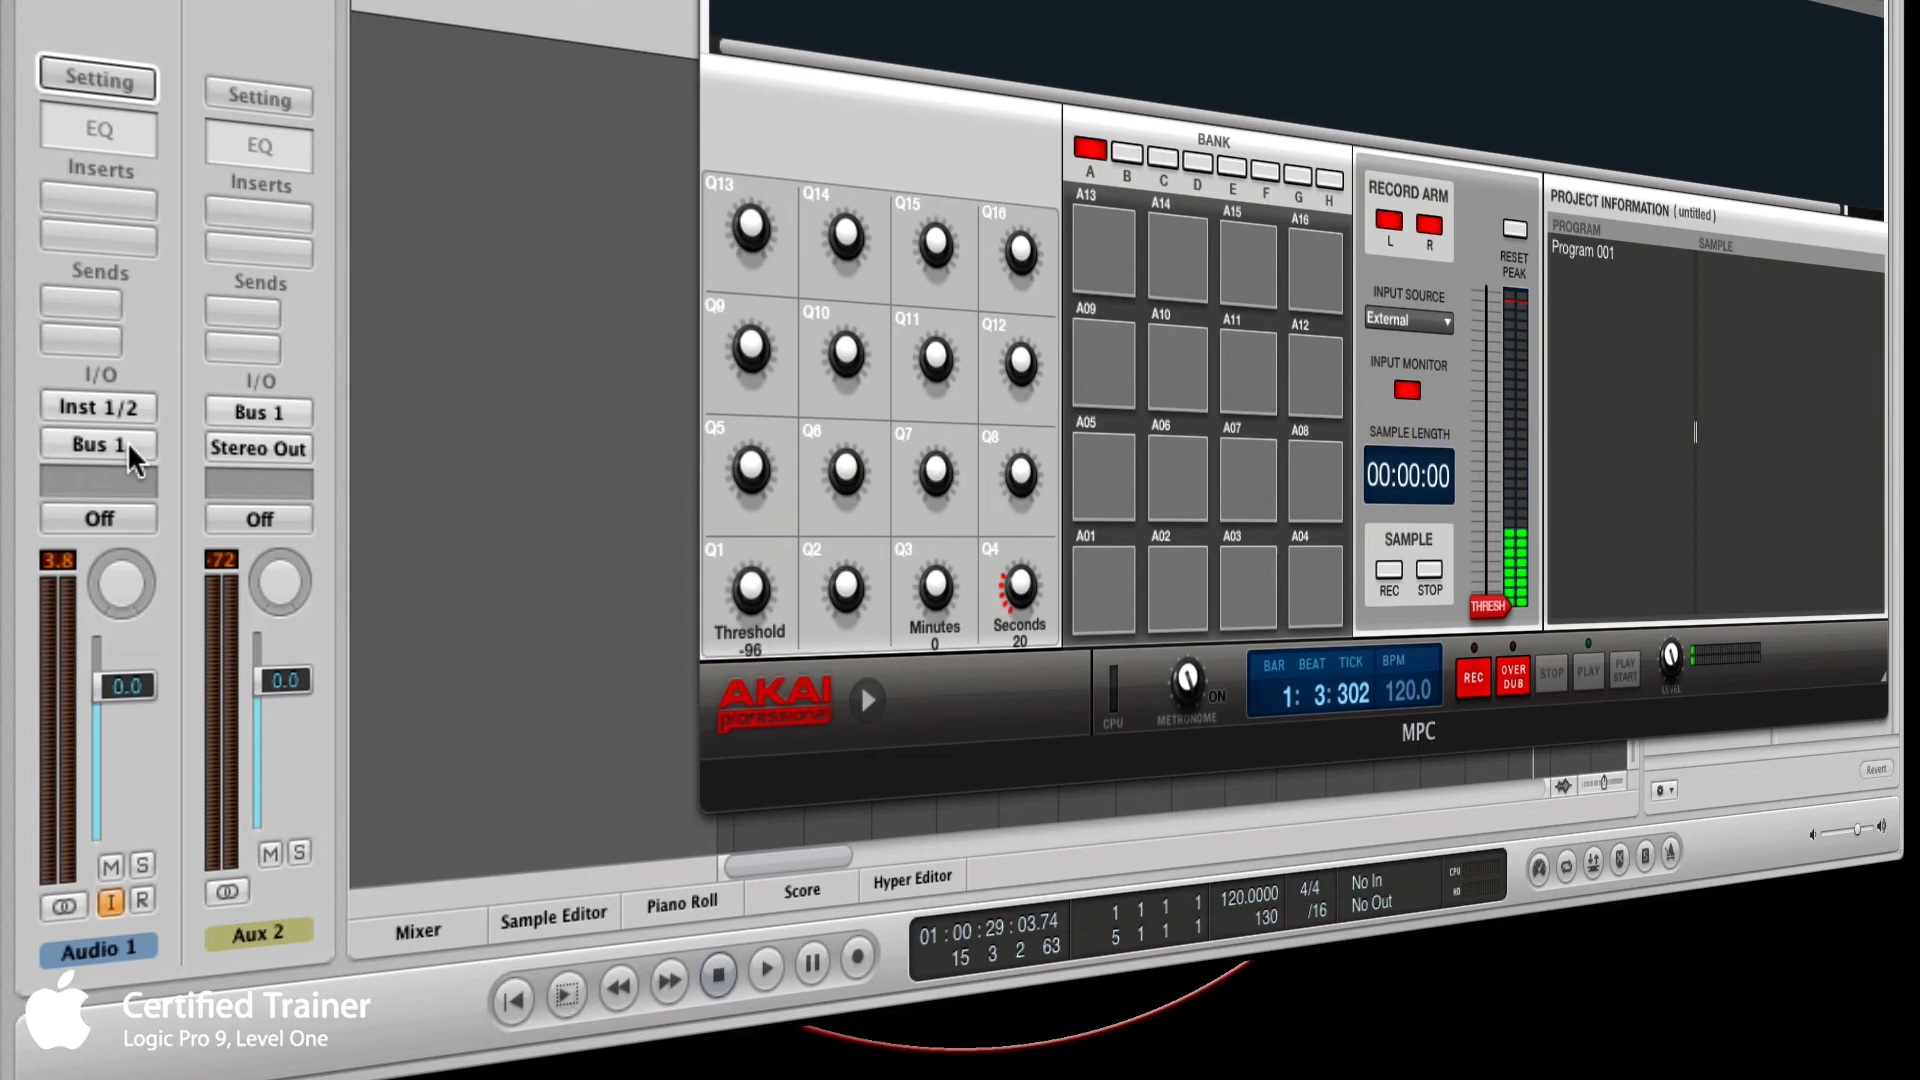 Setting
EQ
Inserts
Sends
I/O
Inst 1/2
Bus 1
Off
3.8
0.0
M S
I R
Audio 1
Setting
EQ
Inserts
Sends
I/O
Bus 1
Stereo Out
Off
-72
0.0
M S
Aux 2
Q13 Q14 Q15 Q16
Q9 Q10 Q11 Q12
Q5 Q6 Q7 Q8
Q1 Q2 Q3 Q4
Threshold Minutes Seconds
-96 0 20
BANK
A B C D E F G H
A13 A14 A15 A16
A09 A10 A11 A12
A05 A06 A07 A08
A01 A02 A03 A04
RECORD ARM
L R
RESET
PEAK
INPUT SOURCE
External
INPUT MONITOR
SAMPLE LENGTH
00:00:00
SAMPLE
REC STOP
THRESH
PROJECT INFORMATION (untitled)
PROGRAM SAMPLE
Program 001
AKAI
professional
CPU
METRONOME
ON
BAR BEAT TICK BPM
1: 3: 302 120.0
REC
OVER
DUB
STOP
PLAY
PLAY
START
LEVEL
MPC
Revert
Mixer Sample Editor Piano Roll Score Hyper Editor
01 : 00 : 29 : 03.74
15 3 2 63
1 1 1 1
5 1 1 1
120.0000
130
4/4
/16
No In
No Out
CPU
HD
Certified Trainer
Logic Pro 9, Level One